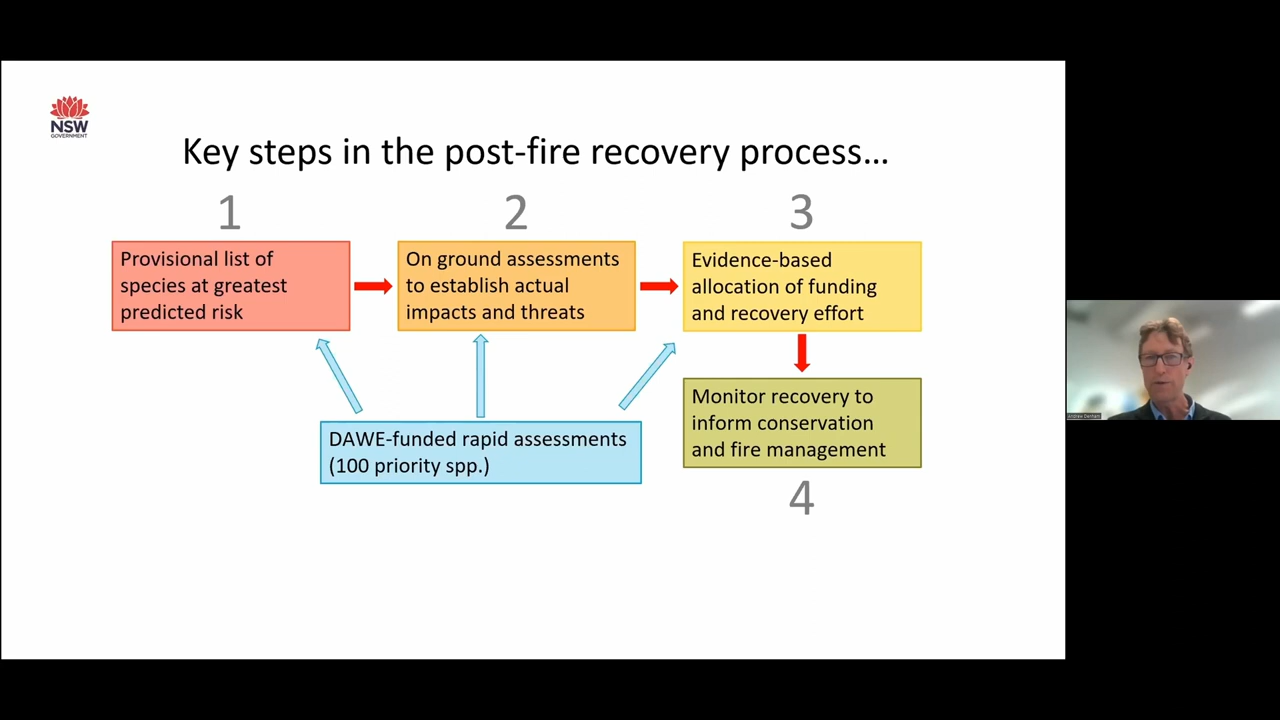 NSW
GOVERNMENT
Key steps in the post-fire recovery process...
1
2
3
Provisional list of
species at greatest
predicted risk
On ground assessments
to establish actual
impacts and threats
Evidence-based
allocation of funding
and recovery effort
DAWE-funded rapid assessments
(100 priority spp.)
Monitor recovery to
inform conservation
and fire management
4
Andrew Denham